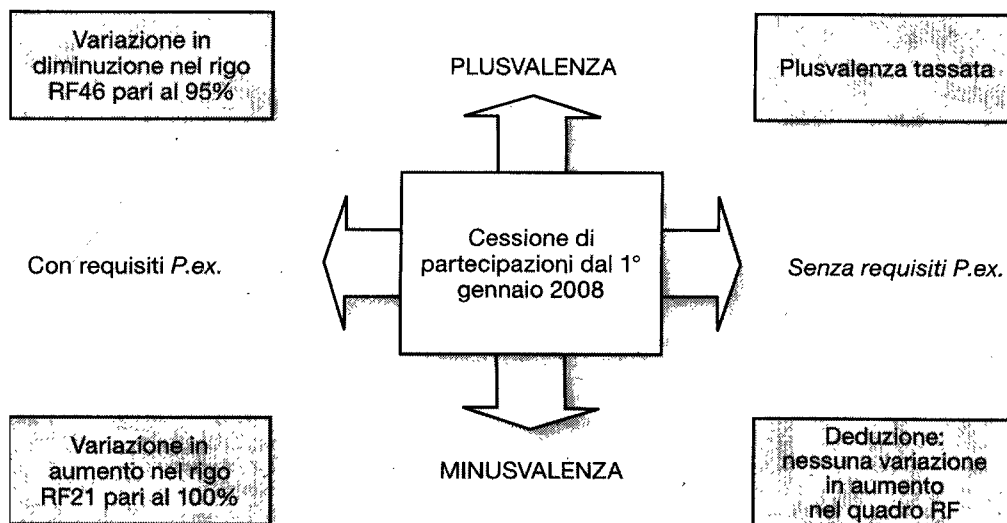 Variazione in
diminuzione nel rigo
RF46 pari al 95%
PLUSVALENZA
Plusvalenza tassata
Con requisiti P.ex.
Cessione di
partecipazioni dal 1°
gennaio 2008
Senza requisiti P.ex.
Variazione in
aumento nel rigo
RF21 pari al 100%
MINUSVALENZA
Deduzione:
nessuna variazione
in aumento
nel quadro RF